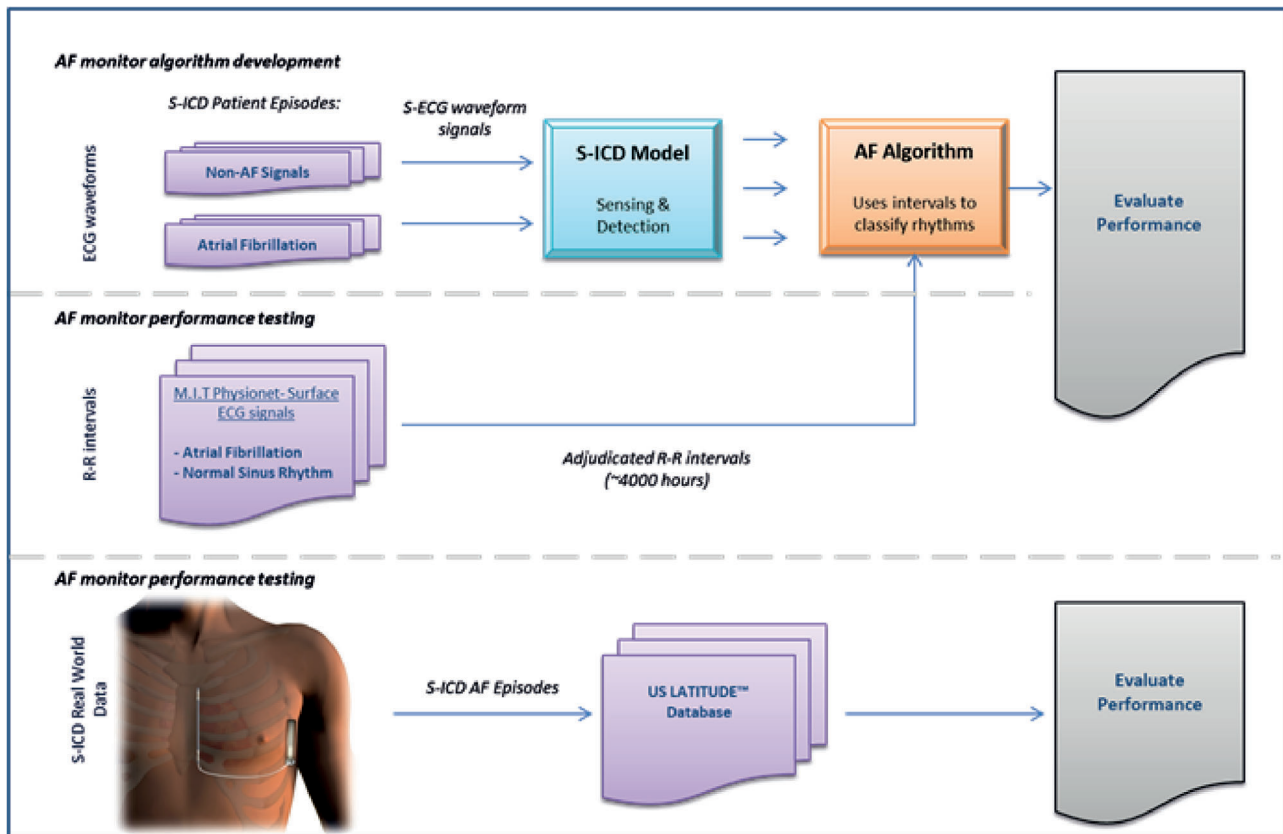 AF monitor algorithm development
S-ICD Patient Episodes:
S-ECG waveform
signals
ECG waveforms
Non-AF Signals
Atrial Fibrillation
S-ICD Model
Sensing &
Detection
AF Algorithm
Uses intervals to
classify rhythms
Evaluate
Performance
AF monitor performance testing
R-R intervals
M.I.T Physionet- Surface
ECG signals
- Atrial Fibrillation
- Normal Sinus Rhythm
Adjudicated R-R intervals
(~4000 hours)
AF monitor performance testing
S-ICD Real World
Data
S-ICD AF Episodes
US LATITUDE™
Database
Evaluate
Performance